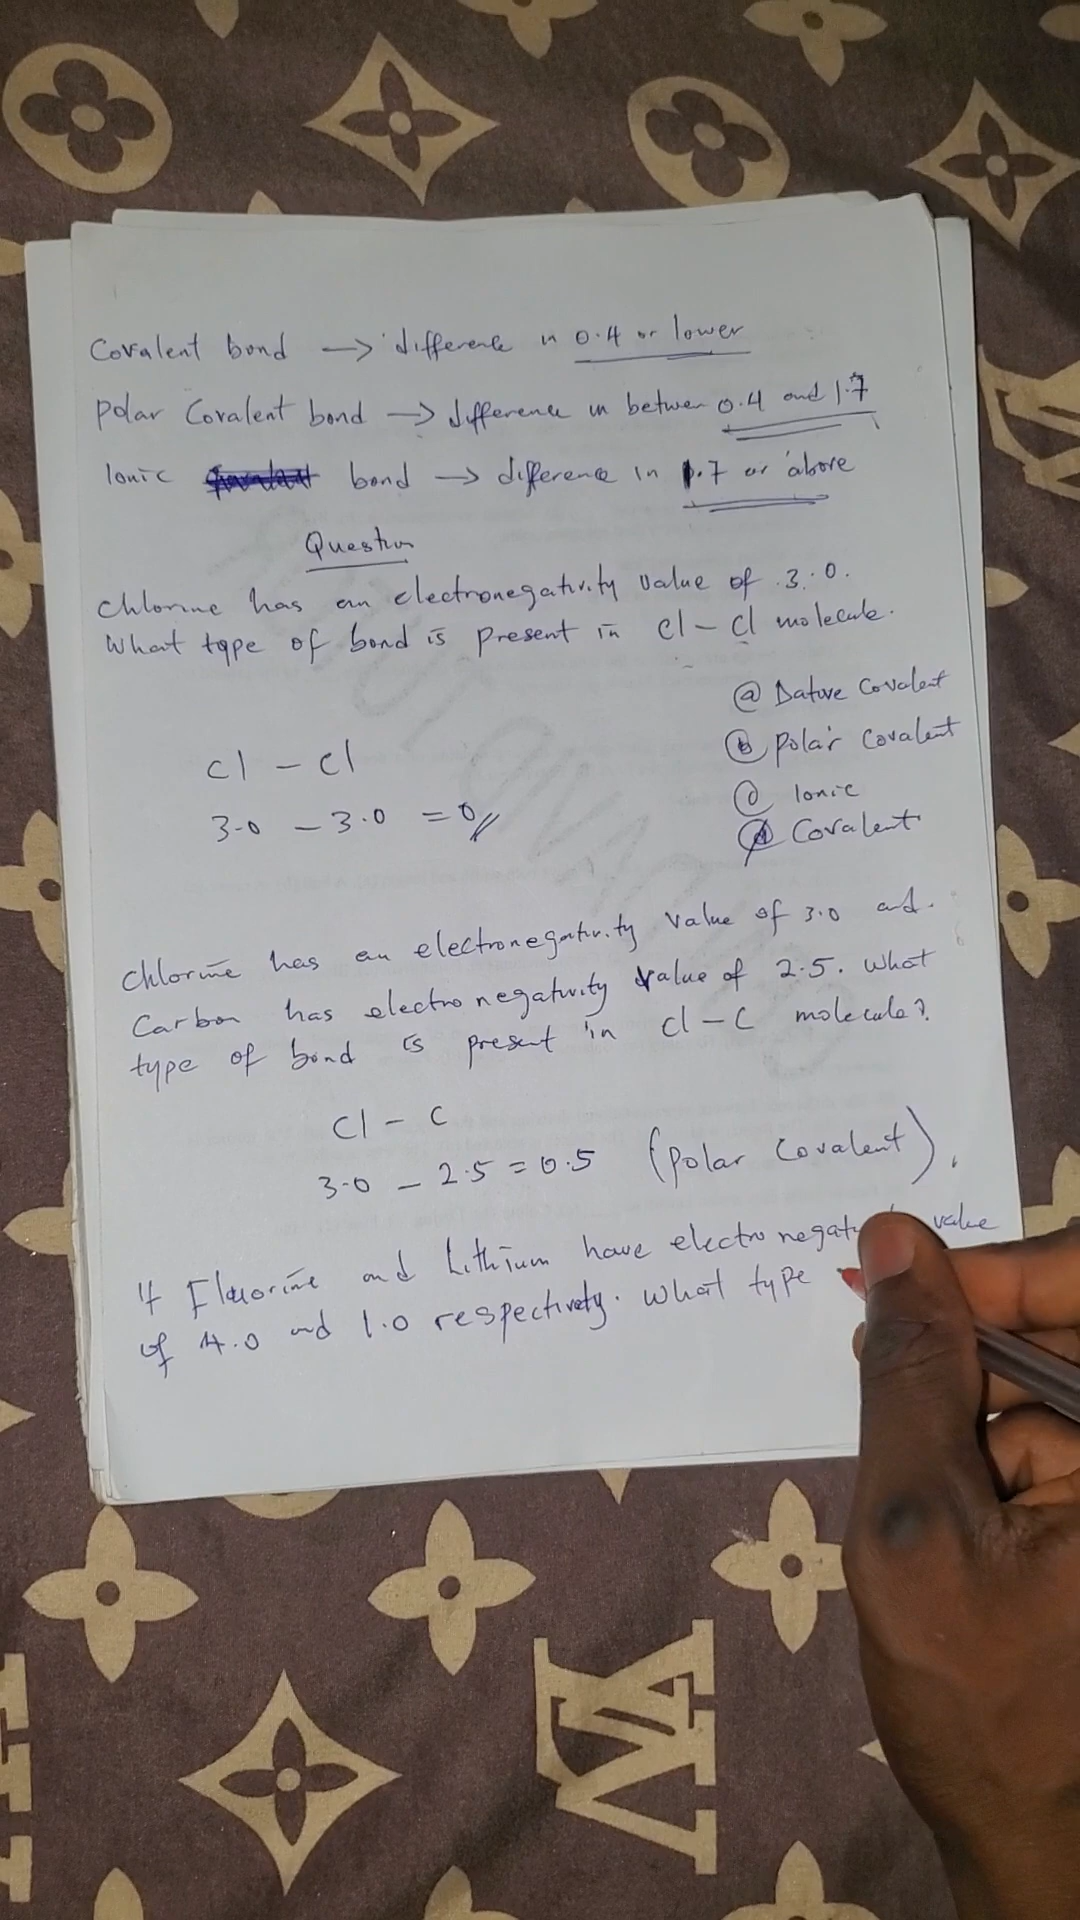 Covalent bond → difference in 0.4 or lower
Polar Covalent bond → difference in between 0.4 and 1.7
Ionic bond → difference in 1.7 or above
Question
Chlorine has an electronegativity value of 3.0.
What type of bond is present in Cl – Cl molecule.
(a) Dative Covalent
(b) Polar Covalent
(c) Ionic
(d) Covalent
Cl – Cl
3.0 – 3.0 = 0
Chlorine has an electronegativity value of 3.0 and
Carbon has electronegativity value of 2.5. What
type of bond is present in Cl – C molecule?
Cl – C
3.0 – 2.5 = 0.5 (Polar Covalent).
If Fluorine and Lithium have value
of 4.0 and 1.0 respectively. What type